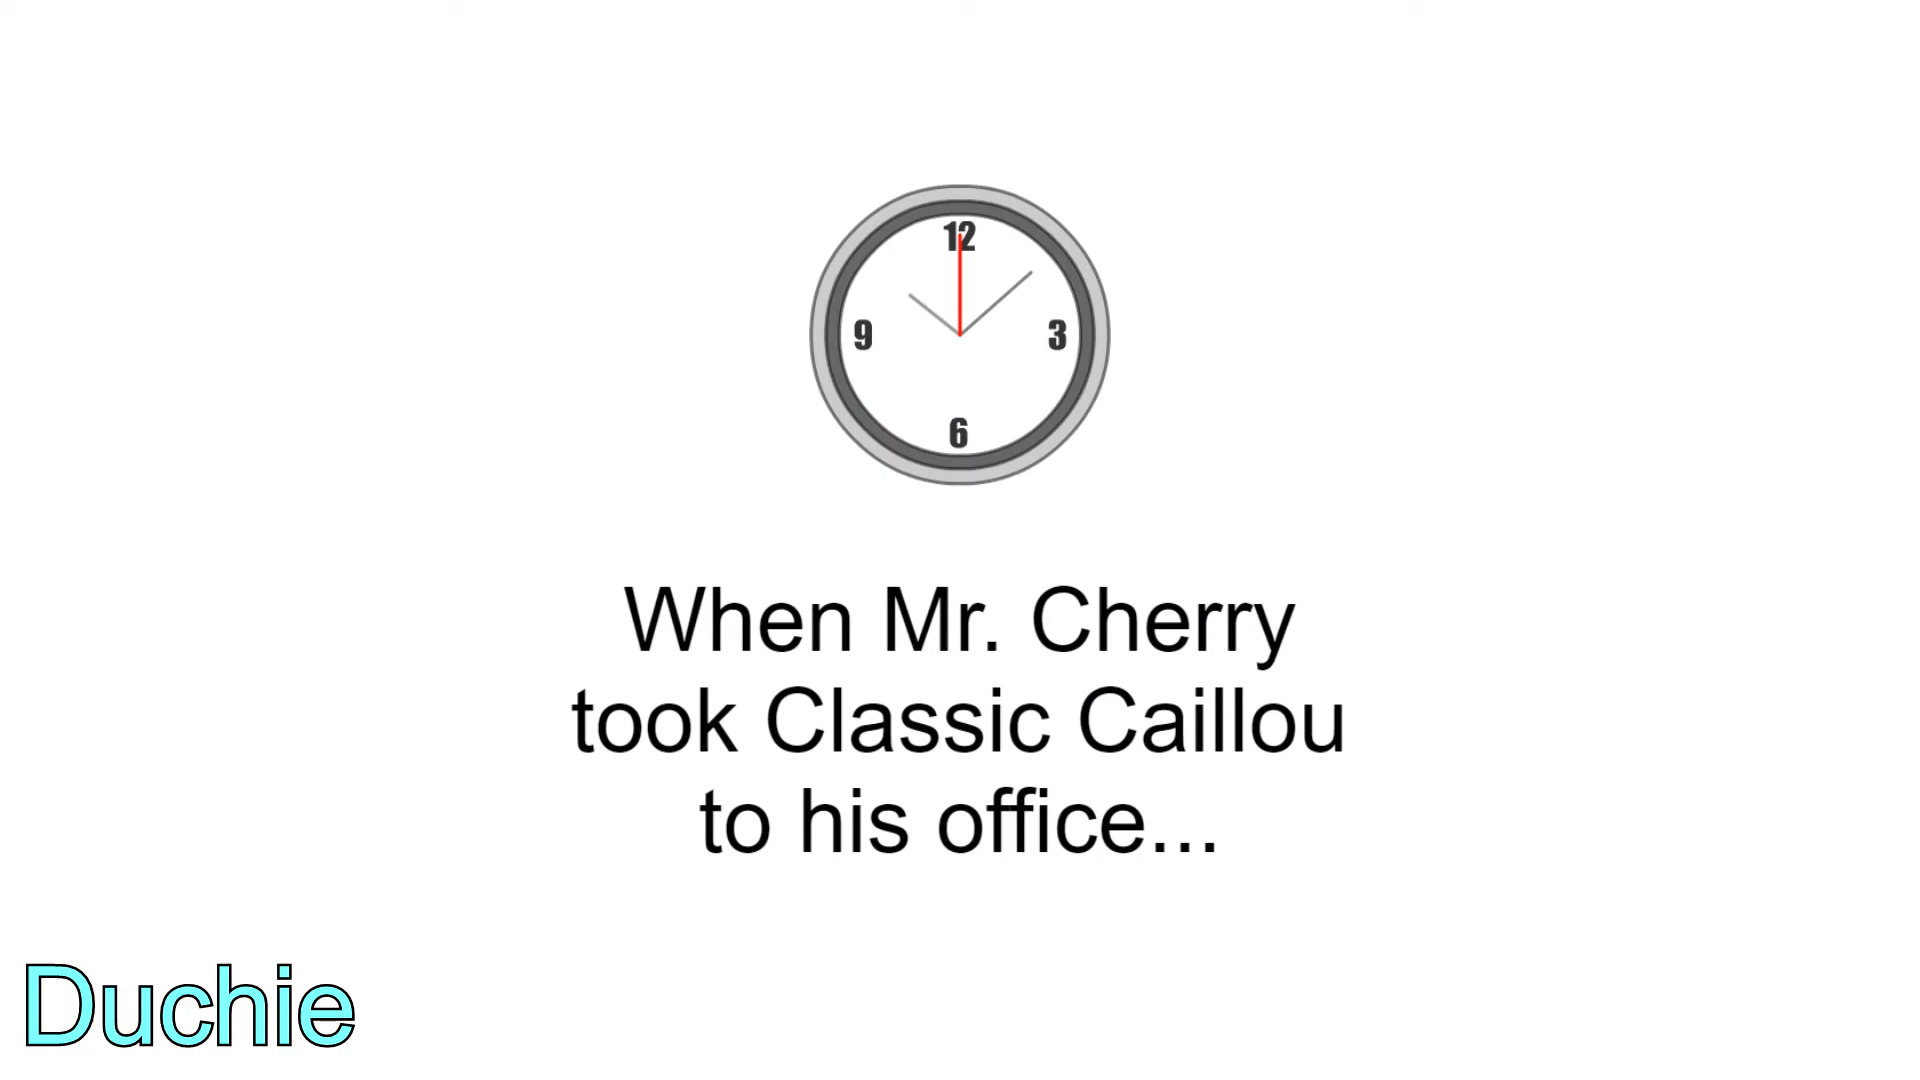 12
9
3
6
When Mr. Cherry
took Classic Caillou
to his office...
Duchie